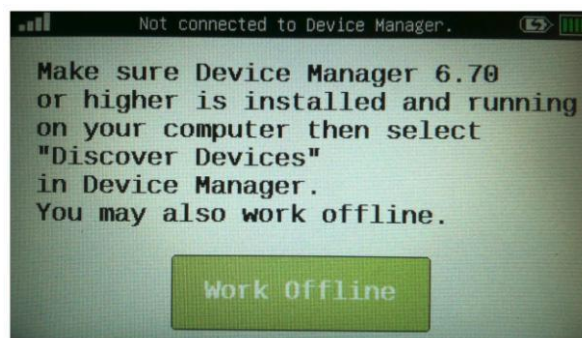 Not connected to Device Manager.
Make sure Device Manager 6.70
or higher is installed and running
on your computer then select
"Discover Devices"
in Device Manager.
You may also work offline.
Work Offline